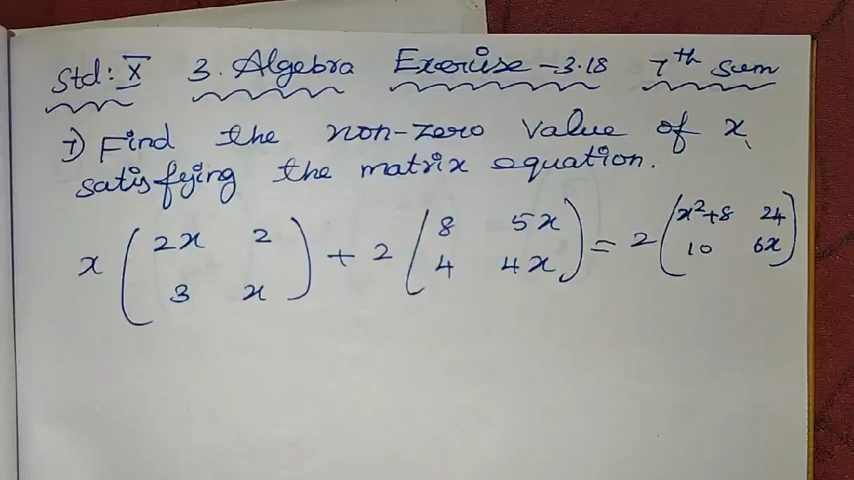 Std: X 3. Algebra Exercise - 3.18 7th Sum
7) Find the non-zero value of x
satisfying the matrix equation.
x ( 2x 2 ) + 2 ( 8 5x ) = 2 ( x²+8 24 )
( 3 x ) ( 4 4x ) ( 10 6x )